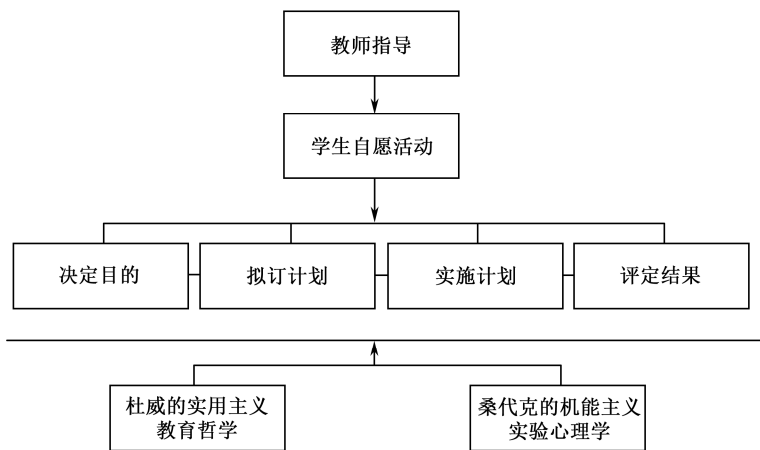 教师指导
学生自愿活动
决定目的
拟订计划
实施计划
评定结果
杜威的实用主义
教育哲学
桑代克的机能主义
实验心理学